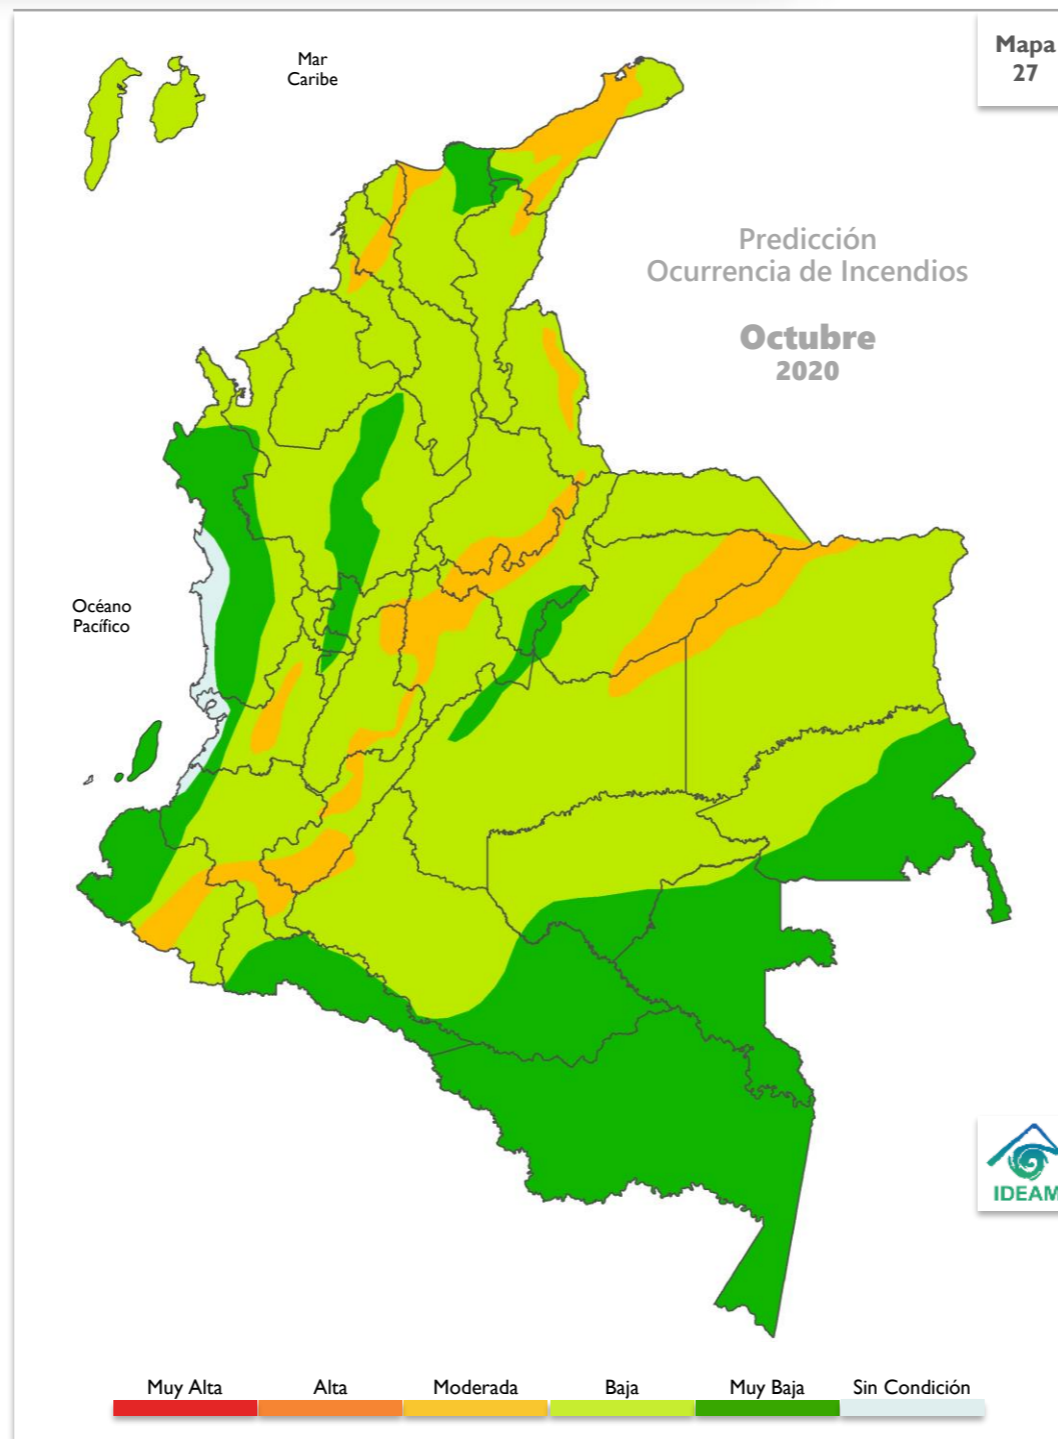 Mapa
27
Mar
Caribe
Predicción
Ocurrencia de Incendios
Octubre
2020
Océano
Pacífico
IDEAM
Muy Alta
Alta
Moderada
Baja
Muy Baja
Sin Condición